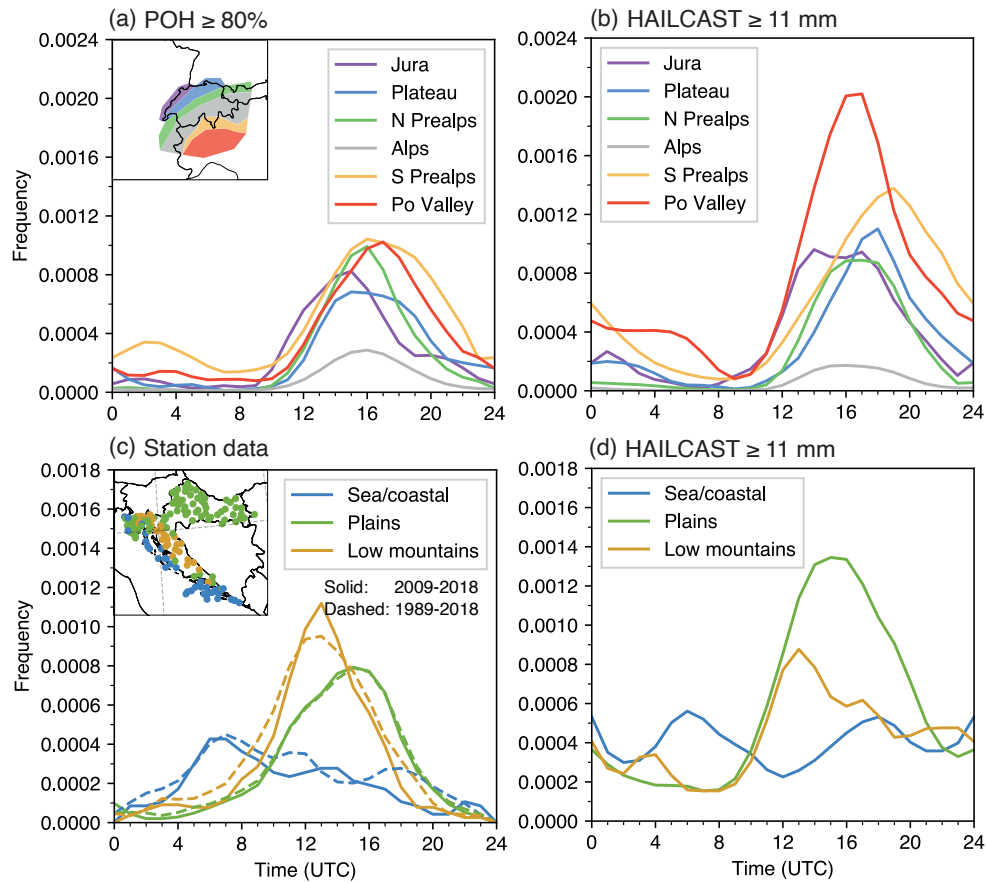 (a) POH ≥ 80%
0.0024
0.0020
0.0016
0.0012
0.0008
0.0004
0.0000
Frequency
Jura
Plateau
N Prealps
Alps
S Prealps
Po Valley
0 4 8 12 16 20 24
(b) HAILCAST ≥ 11 mm
0.0024
0.0020
0.0016
0.0012
0.0008
0.0004
0.0000
Jura
Plateau
N Prealps
Alps
S Prealps
Po Valley
0 4 8 12 16 20 24
(c) Station data
0.0018
0.0016
0.0014
0.0012
0.0010
0.0008
0.0006
0.0004
0.0002
0.0000
Frequency
Sea/coastal
Plains
Low mountains
Solid: 2009-2018
Dashed: 1989-2018
0 4 8 12 16 20 24
Time (UTC)
(d) HAILCAST ≥ 11 mm
0.0018
0.0016
0.0014
0.0012
0.0010
0.0008
0.0006
0.0004
0.0002
0.0000
Sea/coastal
Plains
Low mountains
0 4 8 12 16 20 24
Time (UTC)